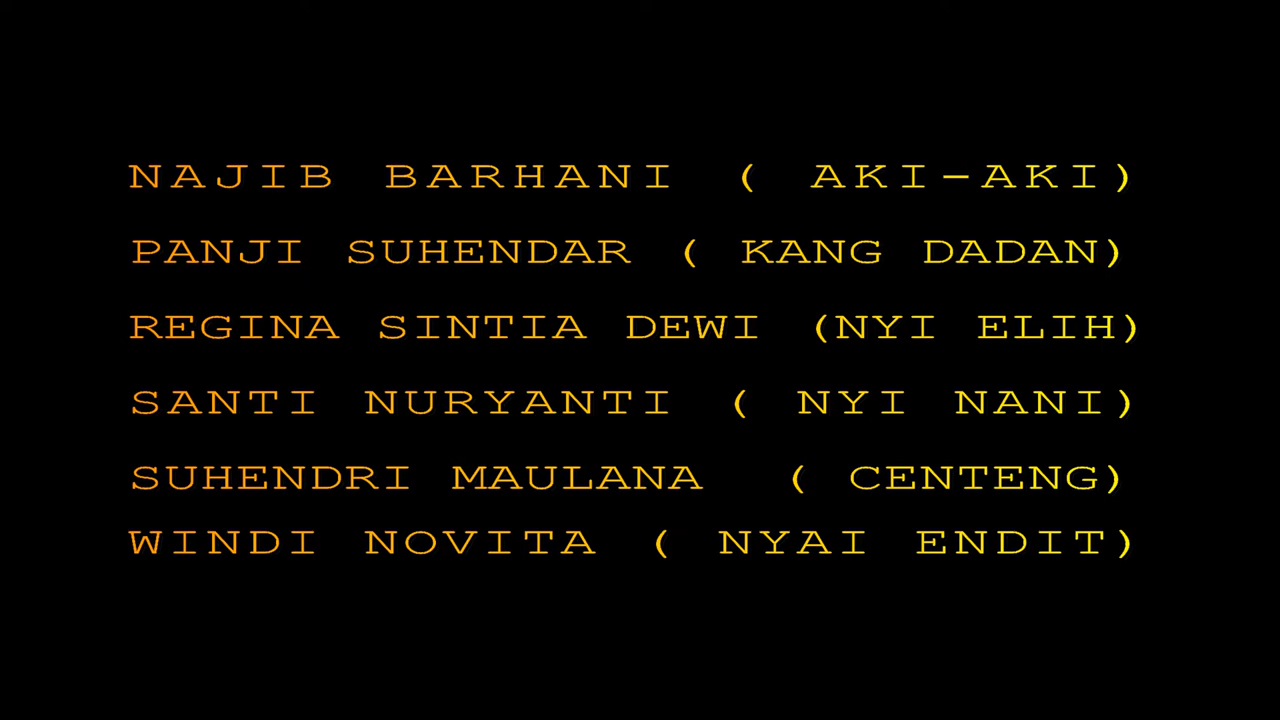 NAJIB BARHANI ( AKI-AKI)
PANJI SUHENDAR ( KANG DADAN)
REGINA SINTIA DEWI (NYI ELIH)
SANTI NURYANTI ( NYI NANI)
SUHENDRI MAULANA ( CENTENG)
WINDI NOVITA ( NYAI ENDIT)